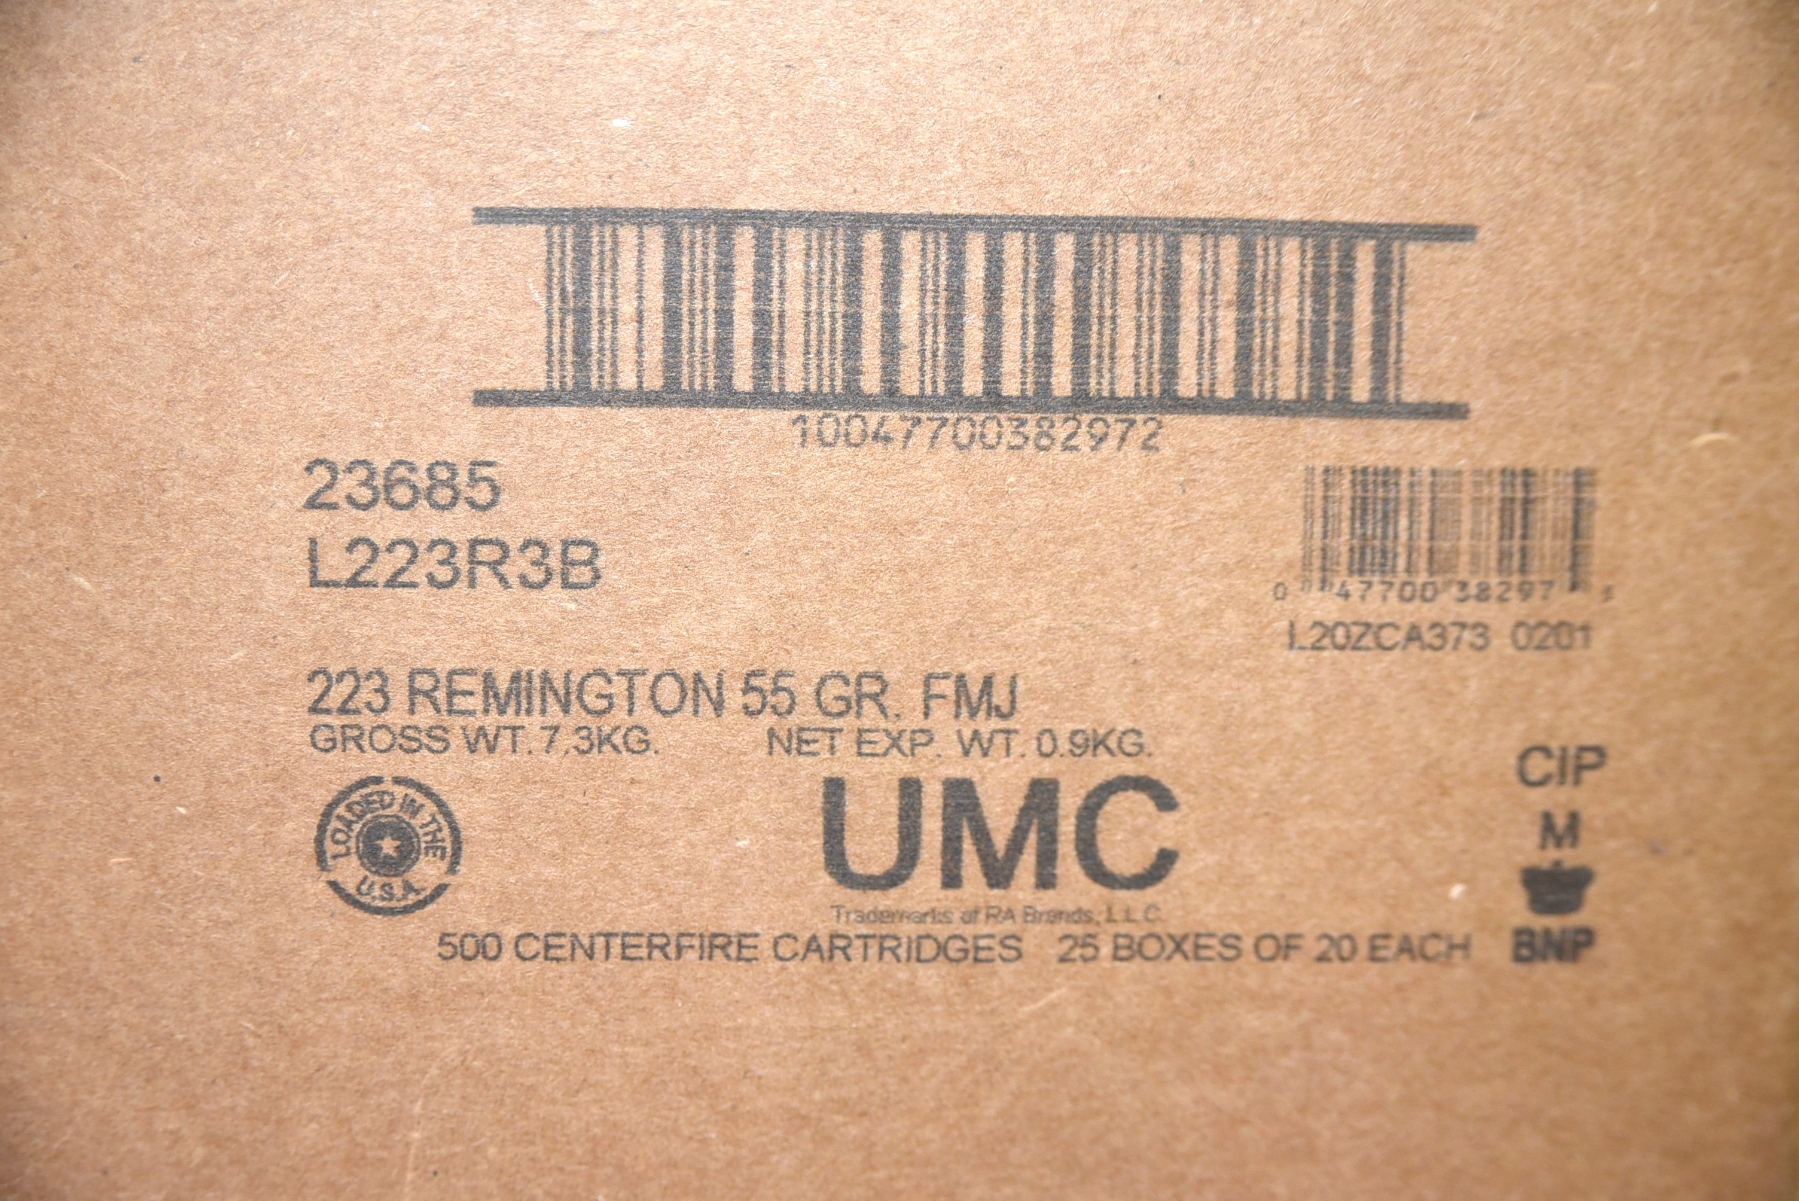 10047700382972
23685
L223R3B
0 47700 38297 5
L20ZCA373 0201
223 REMINGTON 55 GR. FMJ
GROSS WT. 7.3KG. NET EXP. WT. 0.9KG.
LOADED IN THE
U.S.A.
UMC
Trademarks of RA Brands, L.L.C.
CIP
M
BNP
500 CENTERFIRE CARTRIDGES 25 BOXES OF 20 EACH